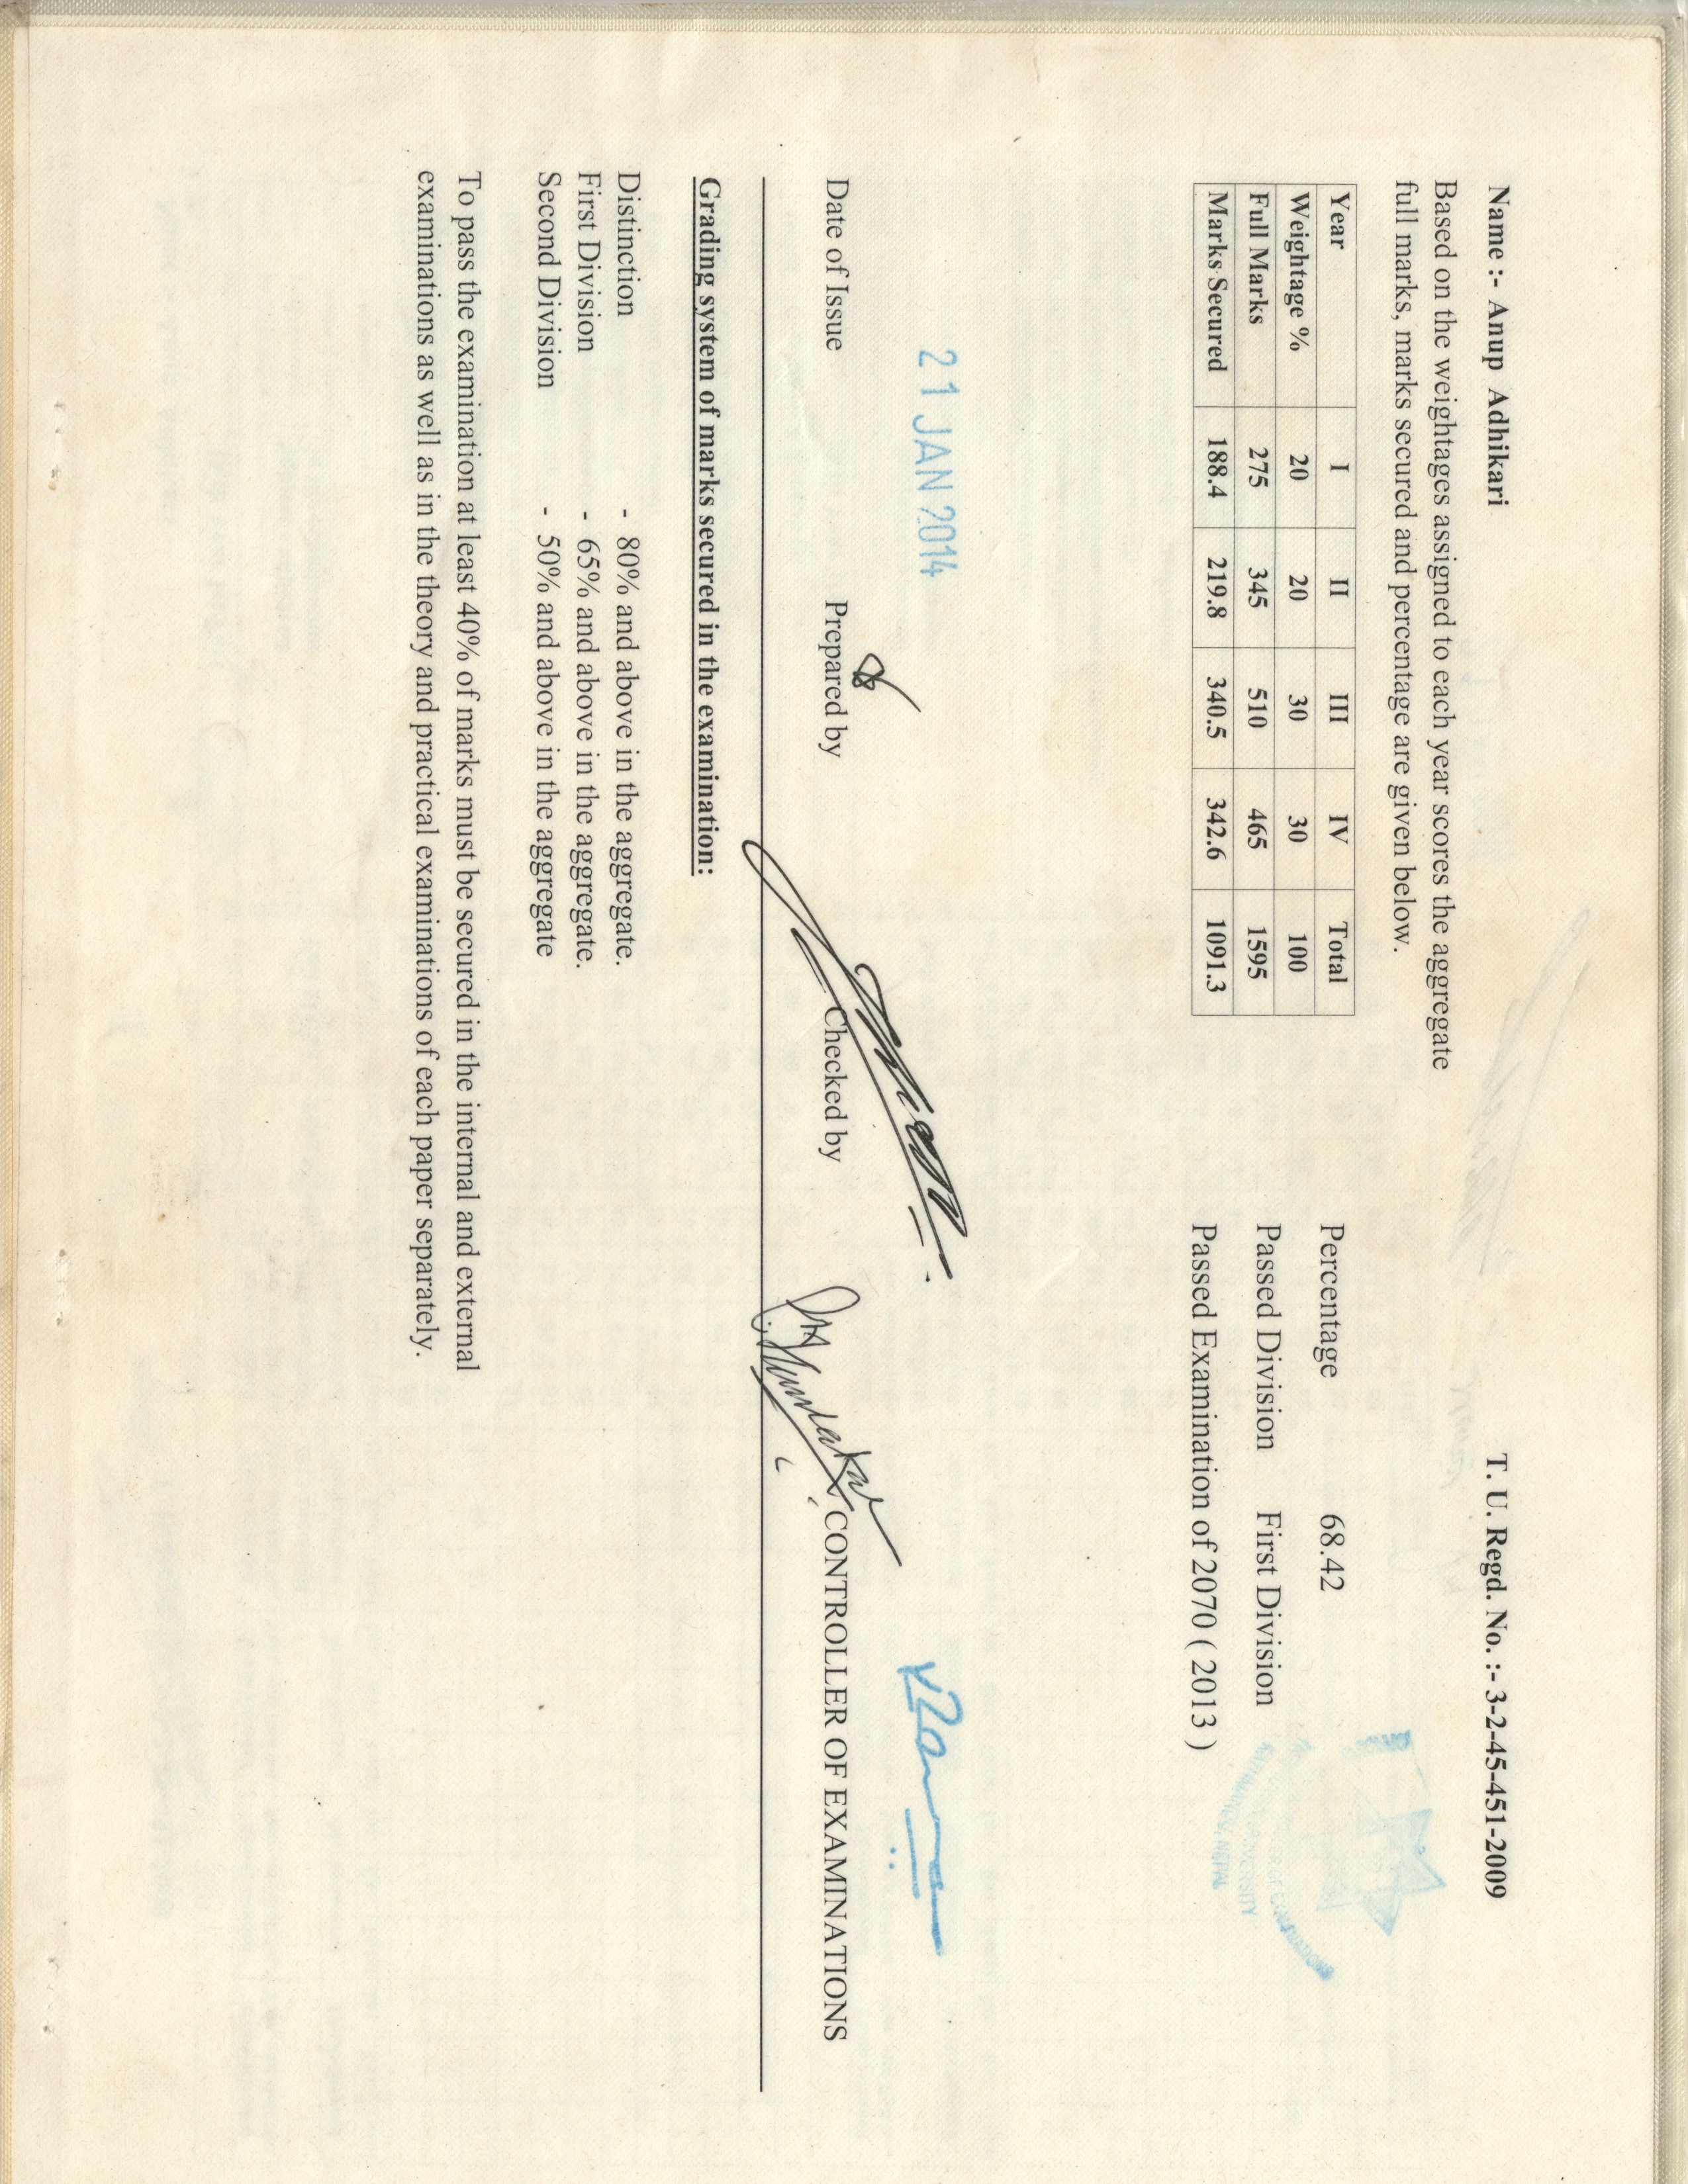 Name :- Anup Adhikari T. U. Regd. No. :- 3-2-45-451-2009
Based on the weightages assigned to each year scores the aggregate
full marks, marks secured and percentage are given below.
Year I II III IV Total
Weightage % 20 20 30 30 100
Full Marks 275 345 510 465 1595
Marks Secured 188.4 219.8 340.5 342.6 1091.3
Percentage 68.42
Passed Division First Division
Passed Examination of 2070 ( 2013 )
21 JAN 2014
Date of Issue Prepared by Checked by CONTROLLER OF EXAMINATIONS
Grading system of marks secured in the examination:
Distinction - 80% and above in the aggregate.
First Division - 65% and above in the aggregate.
Second Division - 50% and above in the aggregate
To pass the examination at least 40% of marks must be secured in the internal and external
examinations as well as in the theory and practical examinations of each paper separately.